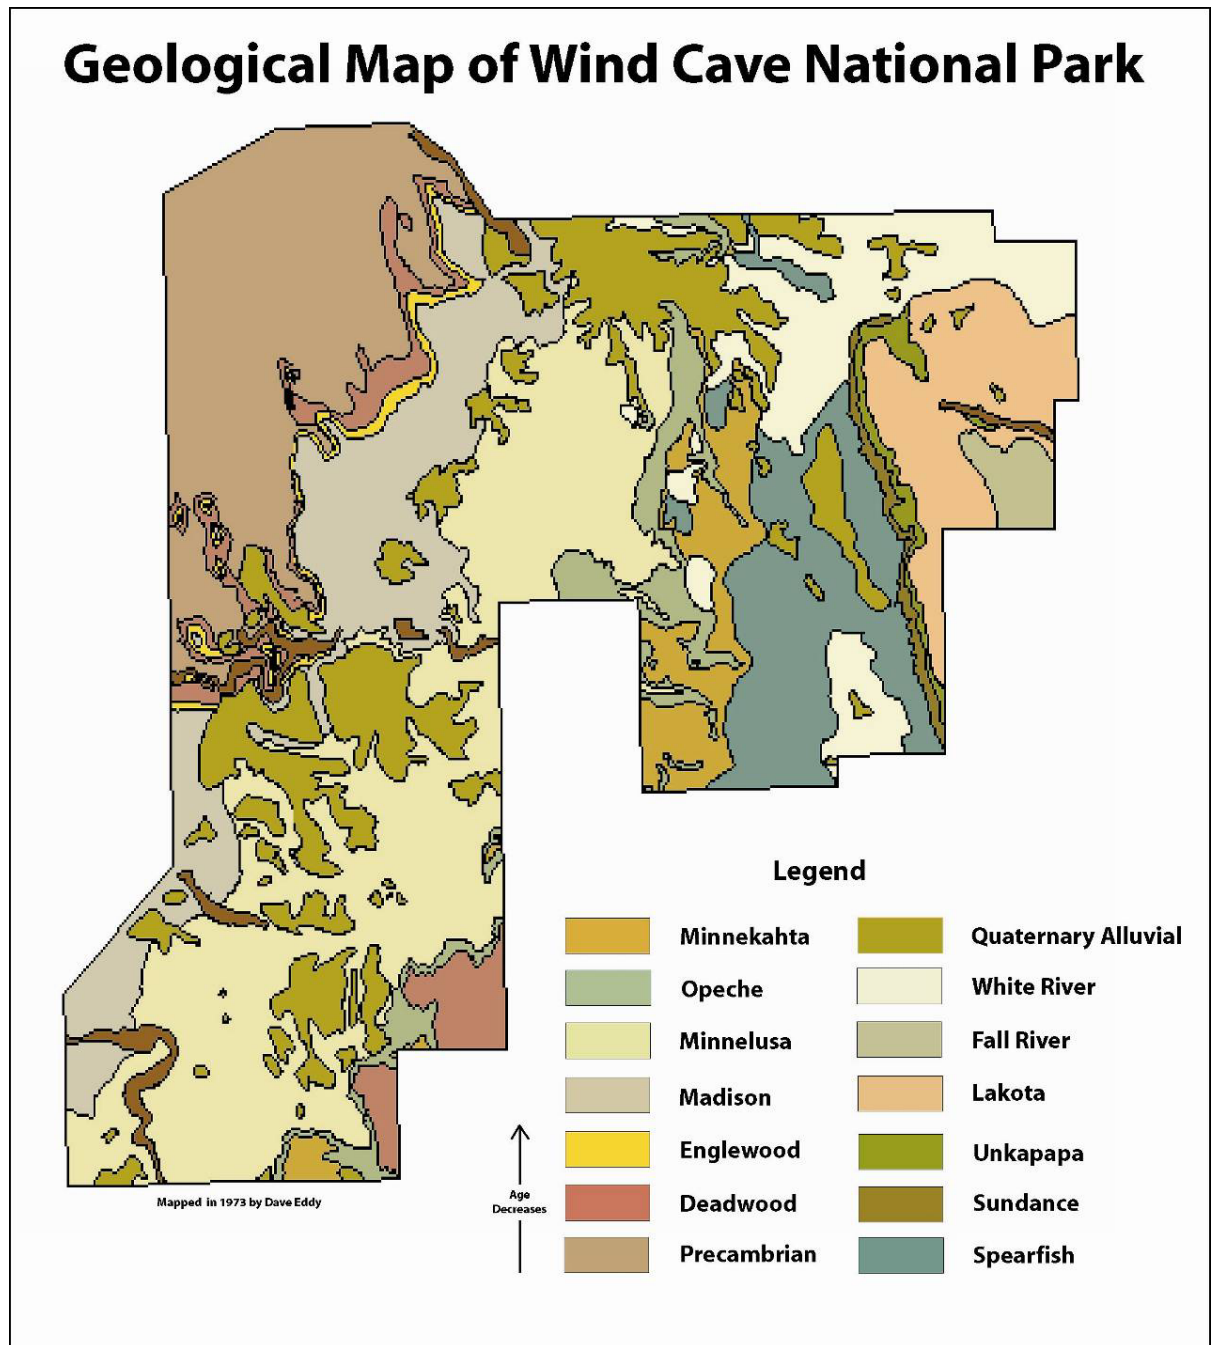 Geological Map of Wind Cave National Park
Legend
Minnekahta
Opeche
Minnelusa
Madison
Englewood
Deadwood
Precambrian
Quaternary Alluvial
White River
Fall River
Lakota
Unkapapa
Sundance
Spearfish
Age
Decreases
Mapped in 1973 by Dave Eddy